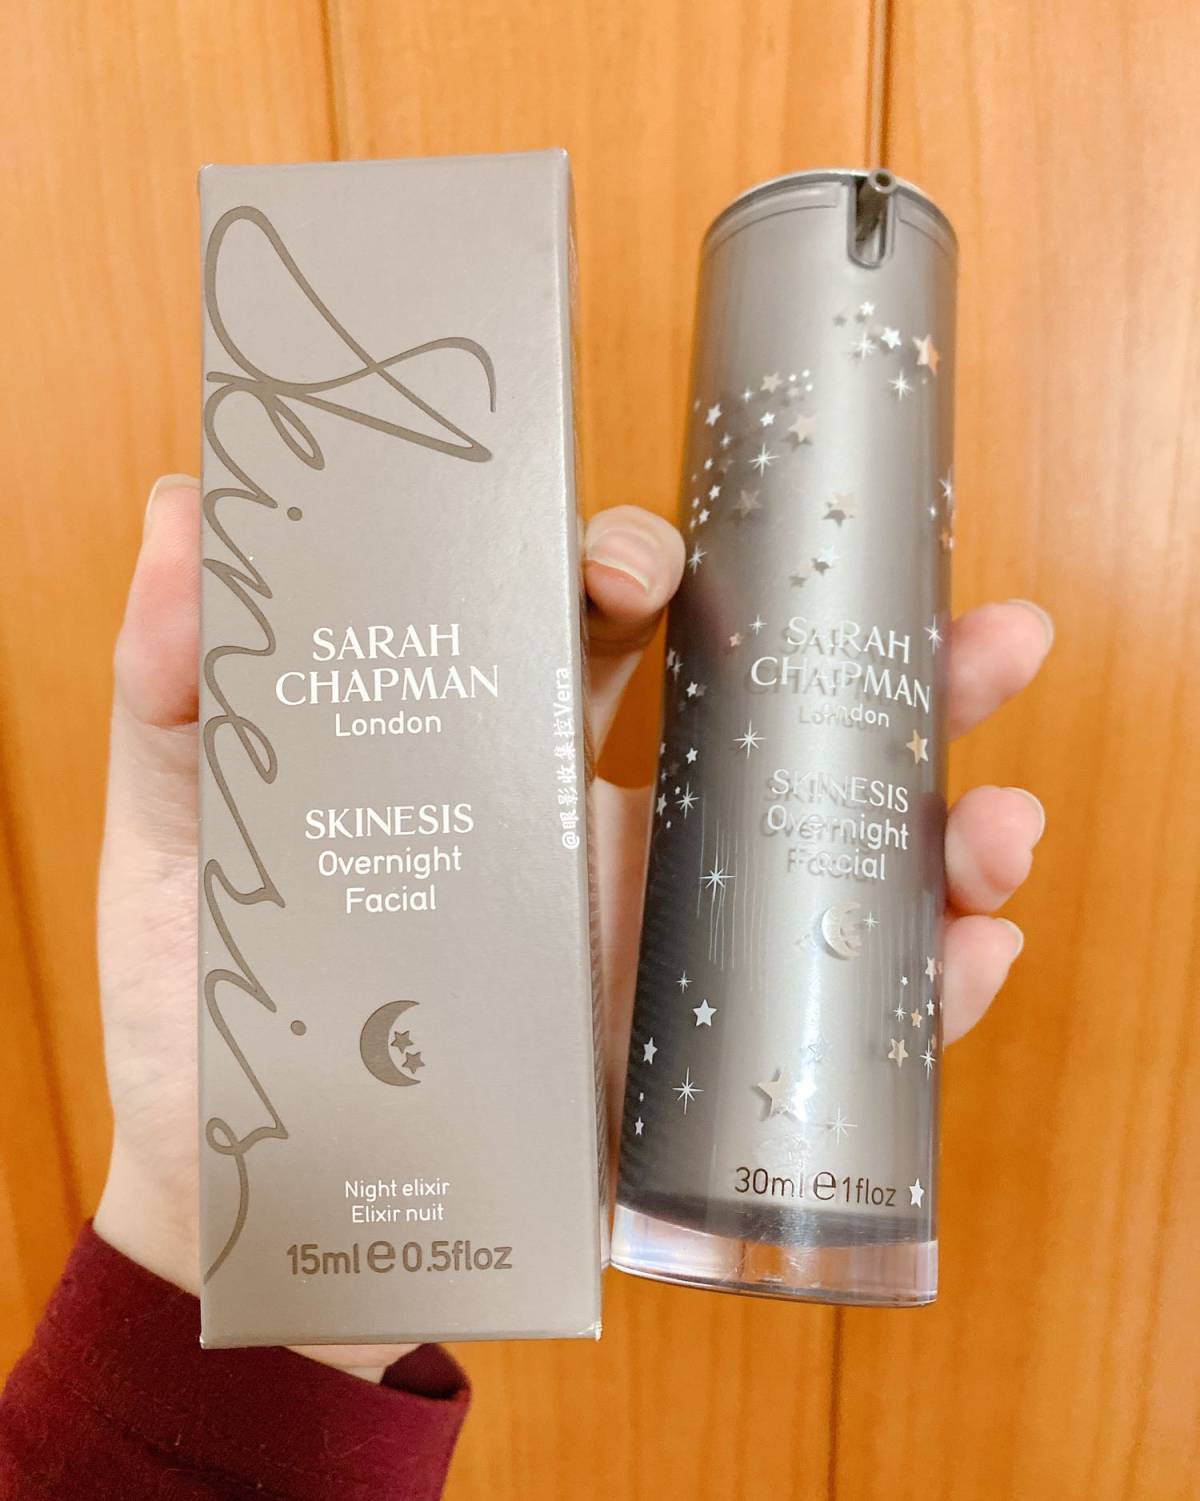 Skinesis
SARAH
CHAPMAN
London
SKINESIS
Overnight
Facial
Night elixir
Elixir nuit
15ml e 0.5floz
@眼影收集拉Vera
SARAH
CHAPMAN
London
SKINESIS
Overnight
Facial
30ml e 1floz